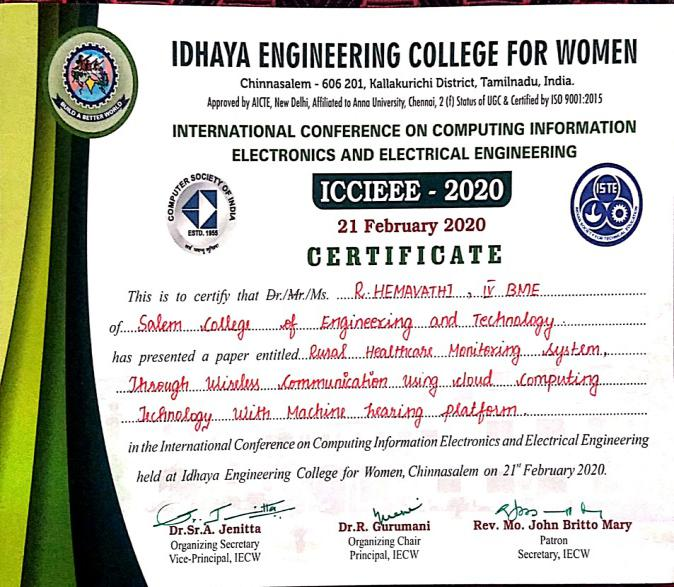 IDHAYA ENGINEERING COLLEGE FOR WOMEN
Chinnasalem - 606 201, Kallakurichi District, Tamilnadu, India.
Approved by AICTE, New Delhi, Affiliated to Anna University, Chennai, 2 (f) Status of UGC & Certified by ISO 9001:2015
INTERNATIONAL CONFERENCE ON COMPUTING INFORMATION
ELECTRONICS AND ELECTRICAL ENGINEERING
BUILD A BETTER WORLD
COMPUTER SOCIETY OF INDIA
ESTD. 1965
ICCIEEE - 2020
ISTE
INDIAN SOCIETY FOR TECHNICAL EDUCATION
21 February 2020
CERTIFICATE
This is to certify that Dr./Mr./Ms. R. HEMAVATHI , IV BME
of Salem College of Engineering and Technology
has presented a paper entitled Rural Healthcare Monitoring System,
Through Wireless Communication Using cloud Computing
Technology With Machine hearing platform
in the International Conference on Computing Information Electronics and Electrical Engineering
held at Idhaya Engineering College for Women, Chinnasalem on 21st February 2020.
Dr.Sr.A. Jenitta
Organizing Secretary
Vice-Principal, IECW
Dr.R. Gurumani
Organizing Chair
Principal, IECW
Rev. Mo. John Britto Mary
Patron
Secretary, IECW